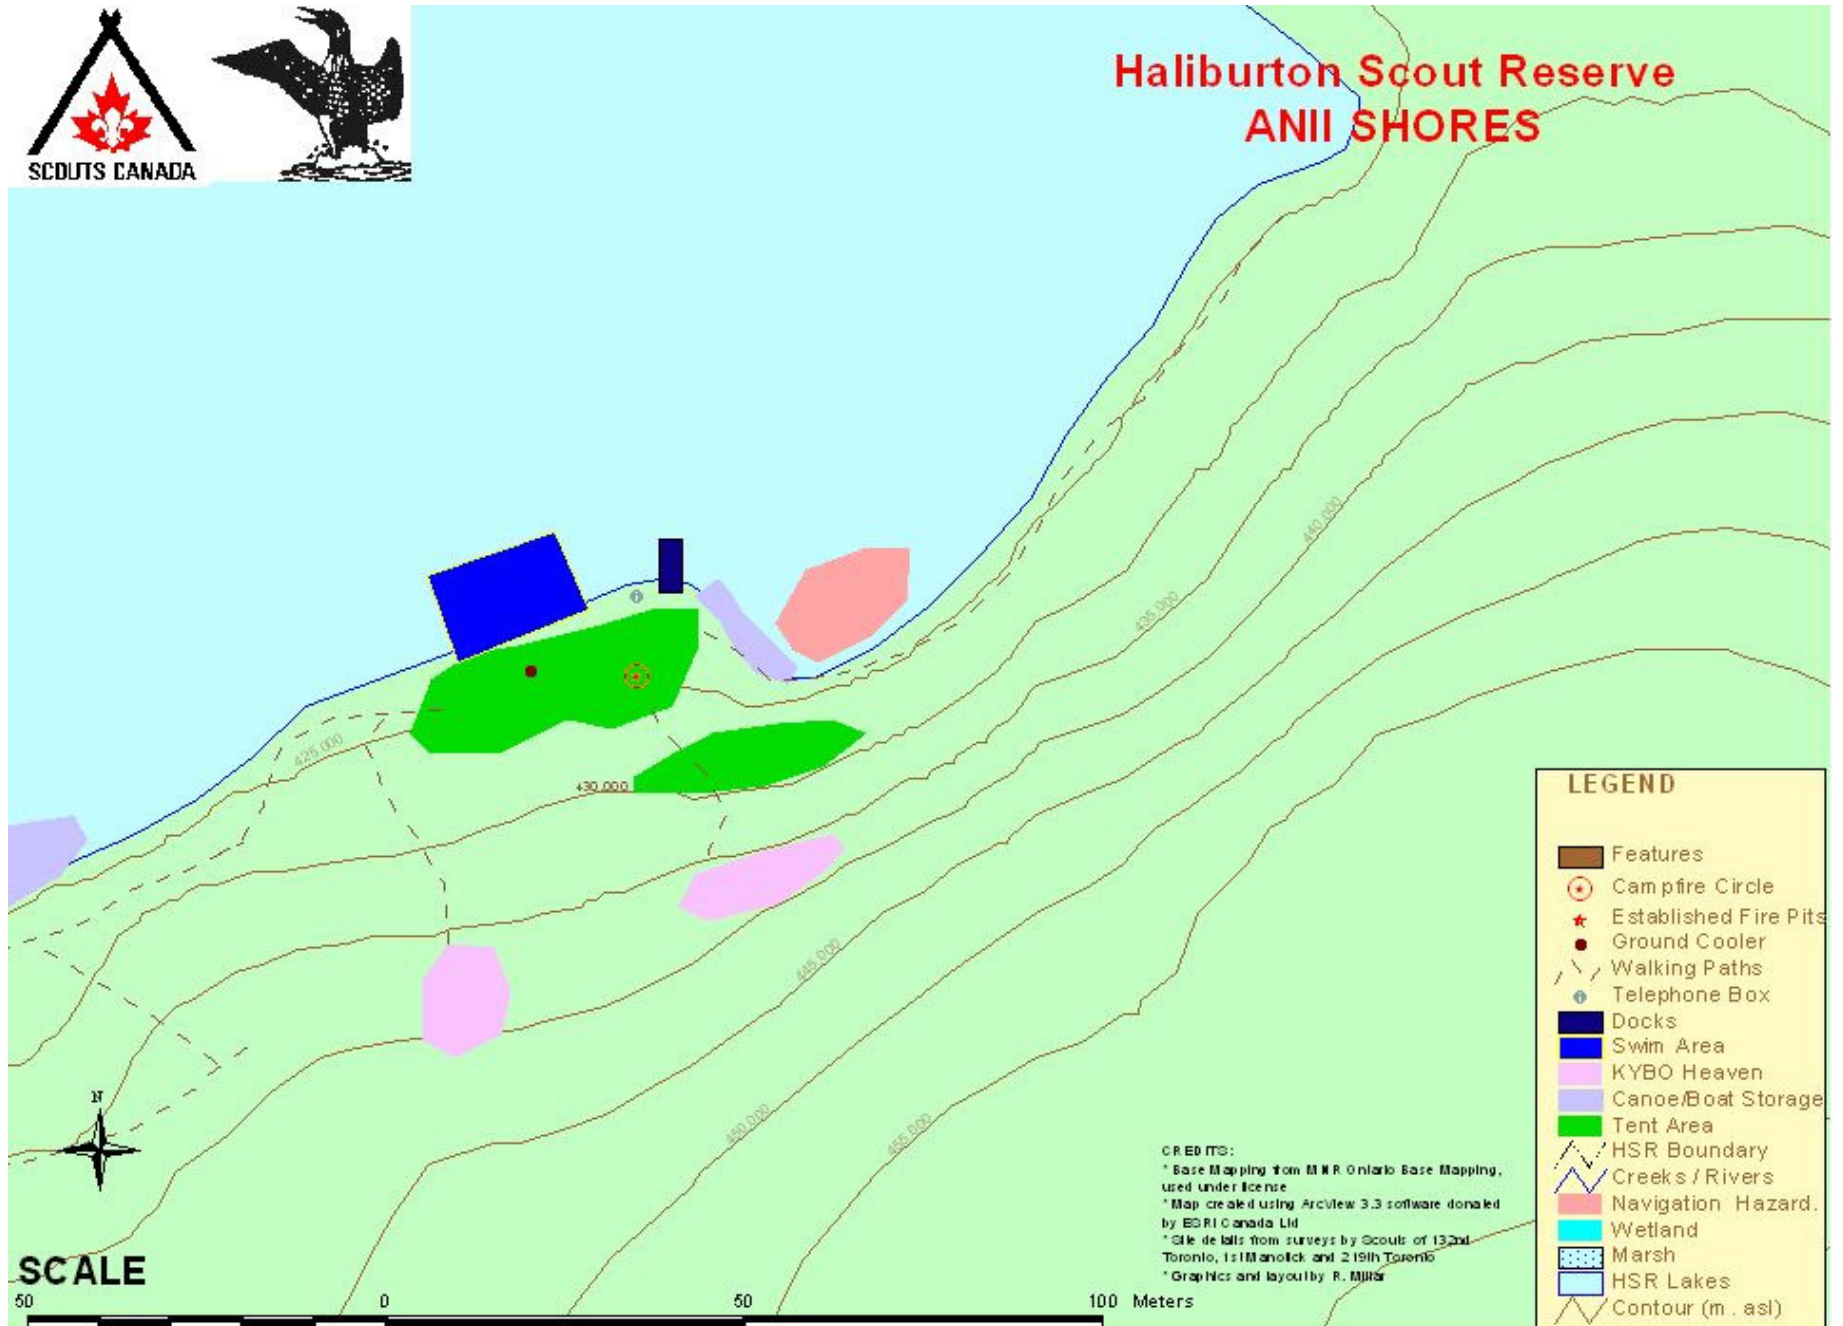 SCOUTS CANADA
Haliburton Scout Reserve
ANII SHORES
440.000
435.000
425.000
430.000
445.000
450.000
455.000
N
LEGEND
Features
Campfire Circle
Established Fire Pits
Ground Cooler
Walking Paths
Telephone Box
Docks
Swim Area
KYBO Heaven
Canoe/Boat Storage
Tent Area
HSR Boundary
Creeks / Rivers
Navigation Hazard.
Wetland
Marsh
HSR Lakes
Contour (m. asl)
CREDITS:
* Base Mapping from MNR Ontario Base Mapping,
used under license
* Map created using ArcView 3.3 software donated
by ESRI Canada Ltd
* Site details from surveys by Scouts of 132nd
Toronto, 1st Manotick and 219th Toronto
* Graphics and layout by R. Millar
SCALE
50 0 50 100 Meters